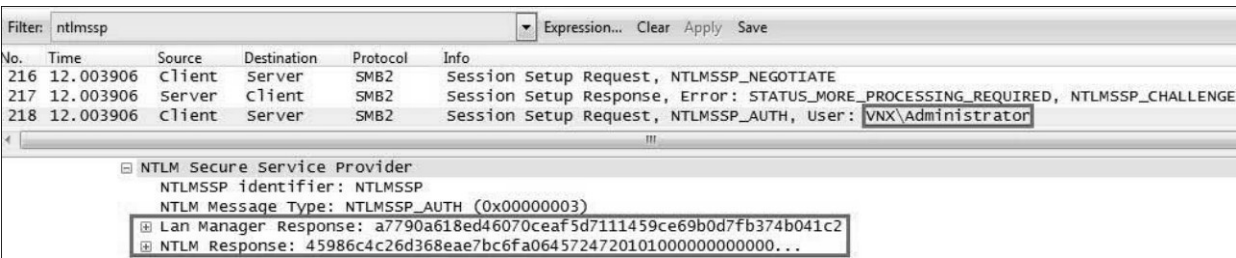 Filter: ntlmssp Expression... Clear Apply Save
No. Time Source Destination Protocol Info
216 12.003906 Client Server SMB2 Session Setup Request, NTLMSSP_NEGOTIATE
217 12.003906 Server Client SMB2 Session Setup Response, Error: STATUS_MORE_PROCESSING_REQUIRED, NTLMSSP_CHALLENGE
218 12.003906 Client Server SMB2 Session Setup Request, NTLMSSP_AUTH, User: VNX\Administrator
NTLM Secure Service Provider
NTLMSSP identifier: NTLMSSP
NTLM Message Type: NTLMSSP_AUTH (0x00000003)
Lan Manager Response: a7790a618ed46070ceaf5d7111459ce69b0d7fb374b041c2
NTLM Response: 45986c4c26d368eae7bc6fa06457247201010000000000000...